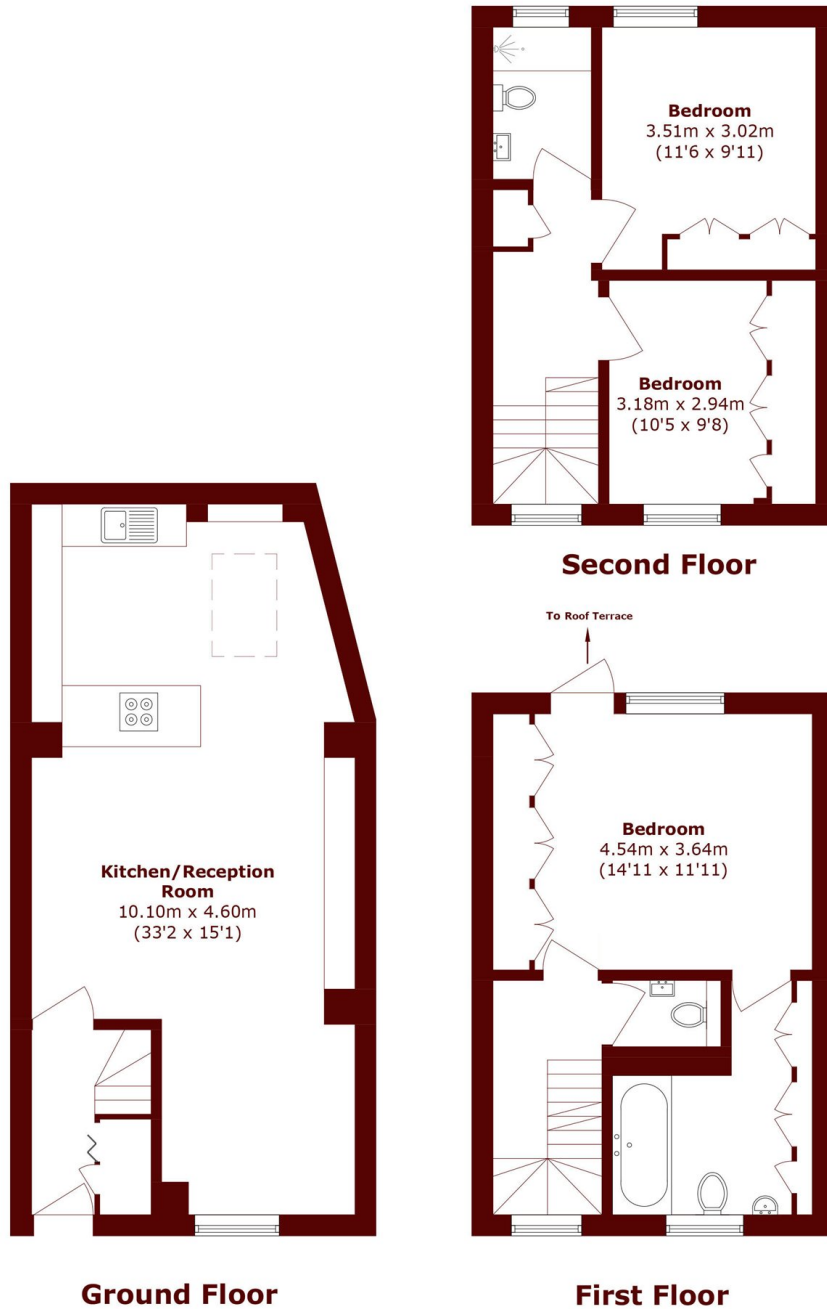 Bedroom
3.51m x 3.02m
(11'6 x 9'11)
Bedroom
3.18m x 2.94m
(10'5 x 9'8)
Second Floor
To Roof Terrace
Bedroom
4.54m x 3.64m
(14'11 x 11'11)
Kitchen/Reception
Room
10.10m x 4.60m
(33'2 x 15'1)
Ground Floor
First Floor